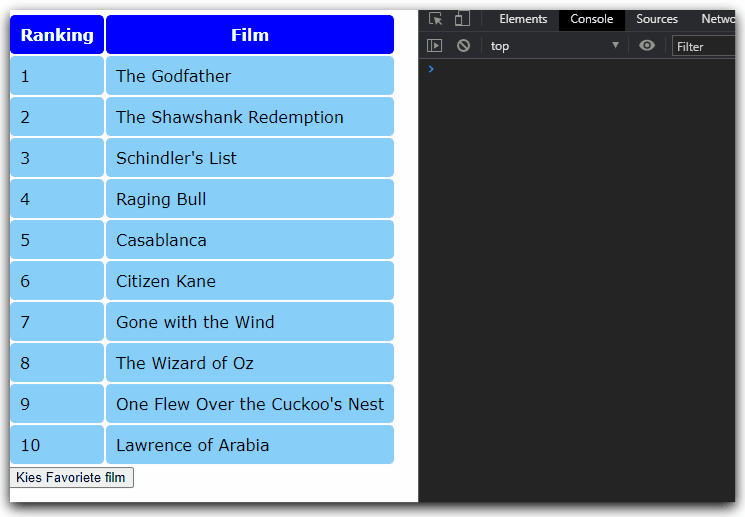 Ranking Film
1 The Godfather
2 The Shawshank Redemption
3 Schindler's List
4 Raging Bull
5 Casablanca
6 Citizen Kane
7 Gone with the Wind
8 The Wizard of Oz
9 One Flew Over the Cuckoo's Nest
10 Lawrence of Arabia
Kies Favoriete film
Elements Console Sources Netwo
top Filter